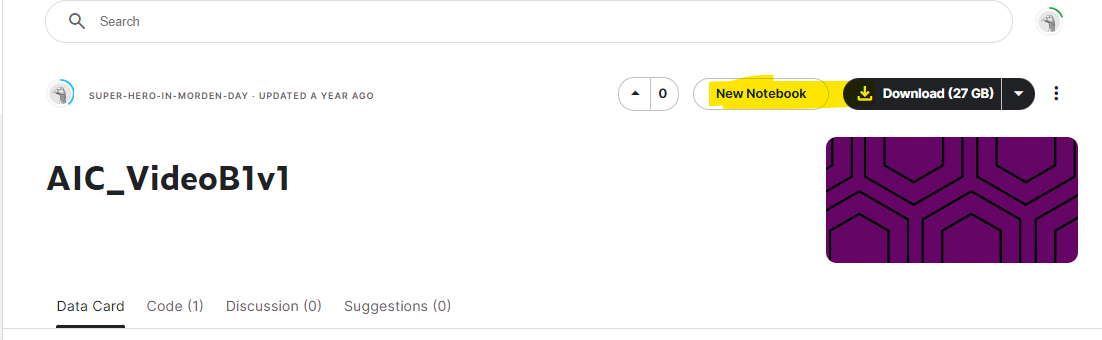 Search
SUPER-HERO-IN-MORDEN-DAY · UPDATED A YEAR AGO
0
New Notebook
Download (27 GB)
AIC_VideoB1v1
Data Card
Code (1)
Discussion (0)
Suggestions (0)